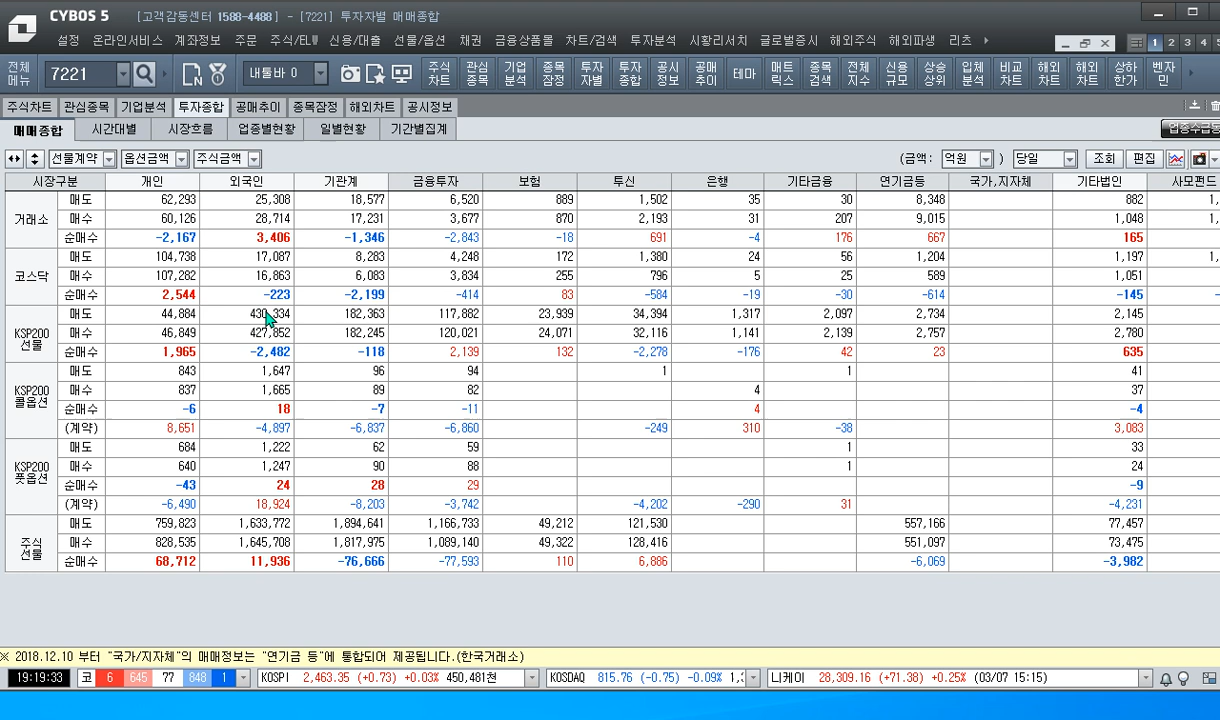 CYBOS 5 [고객감동센터 1588-4488] - [7221] 투자자별 매매종합
설정 온라인서비스 계좌정보 주문 주식/ELW 신용/대출 선물/옵션 채권 금융상품몰 차트/검색 투자분석 시황리서치 글로벌증시 해외주식 해외파생 리츠 1 2 3 4
전체메뉴 7221 내툴바 0 주식차트 관심종목 기업분석 종목잠정 투자자별 투자종합 공시정보 공매추이 테마 매트릭스 종목검색 전체지수 신용규모 상승상위 입체분석 비교차트 해외차트 해외차트 상하한가 벤자민
주식차트 관심종목 기업분석 투자종합 공매추이 종목잠정 해외차트 공시정보
매매종합 시간대별 시장흐름 업종별현황 일별현황 기간별집계
선물계약 옵션금액 주식금액 (금액: 억원 ) 당일 조회 편집
시장구분 개인 외국인 기관계 금융투자 보험 투신 은행 기타금융 연기금등 국가,지자체 기타법인 사모펀드
거래소
매도 62,293 25,308 18,577 6,520 889 1,502 35 30 8,348 882
매수 60,126 28,714 17,231 3,677 870 2,193 31 207 9,015 1,048
순매수 -2,167 3,406 -1,346 -2,843 -18 691 -4 176 667 165
코스닥
매도 104,738 17,087 8,283 4,248 172 1,380 24 56 1,204 1,197
매수 107,282 16,863 6,083 3,834 255 796 5 25 589 1,051
순매수 2,544 -223 -2,199 -414 83 -584 -19 -30 -614 -145
KSP200 선물
매도 44,884 430,334 182,363 117,882 23,939 34,394 1,317 2,097 2,734 2,145
매수 46,849 427,852 182,245 120,021 24,071 32,116 1,141 2,139 2,757 2,780
순매수 1,965 -2,482 -118 2,139 132 -2,278 -176 42 23 635
KSP200 콜옵션
매도 843 1,647 96 94 1 1 41
매수 837 1,665 89 82 4 37
순매수 -6 18 -7 -11 4 -4
(계약) 8,651 -4,897 -6,837 -6,860 -249 310 -38 3,083
KSP200 풋옵션
매도 684 1,222 62 59 1 33
매수 640 1,247 90 88 1 24
순매수 -43 24 28 29 -9
(계약) -6,490 18,924 -8,203 -3,742 -4,202 -290 31 -4,231
주식 선물
매도 759,823 1,633,772 1,894,641 1,166,733 49,212 121,530 557,166 77,457
매수 828,535 1,645,708 1,817,975 1,089,140 49,322 128,416 551,097 73,475
순매수 68,712 11,936 -76,666 -77,593 110 6,886 -6,069 -3,982
※ 2018.12.10 부터 "국가/지자체"의 매매정보는 "연기금 등"에 통합되어 제공됩니다.(한국거래소)
19:19:33 코 6 645 77 848 1 KOSPI 2,463.35 (+0.73) +0.03% 450,481천 KOSDAQ 815.76 (-0.75) -0.09% 니케이 28,309.16 (+71.38) +0.25% (03/07 15:15)